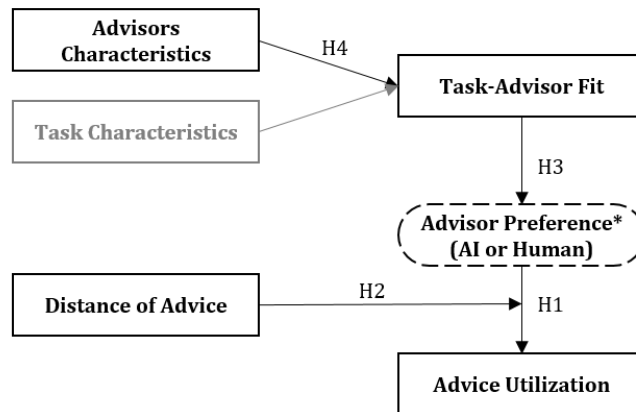 Advisors
Characteristics
H4
Task-Advisor Fit
Task Characteristics
H3
Advisor Preference*
(AI or Human)
Distance of Advice
H2
H1
Advice Utilization